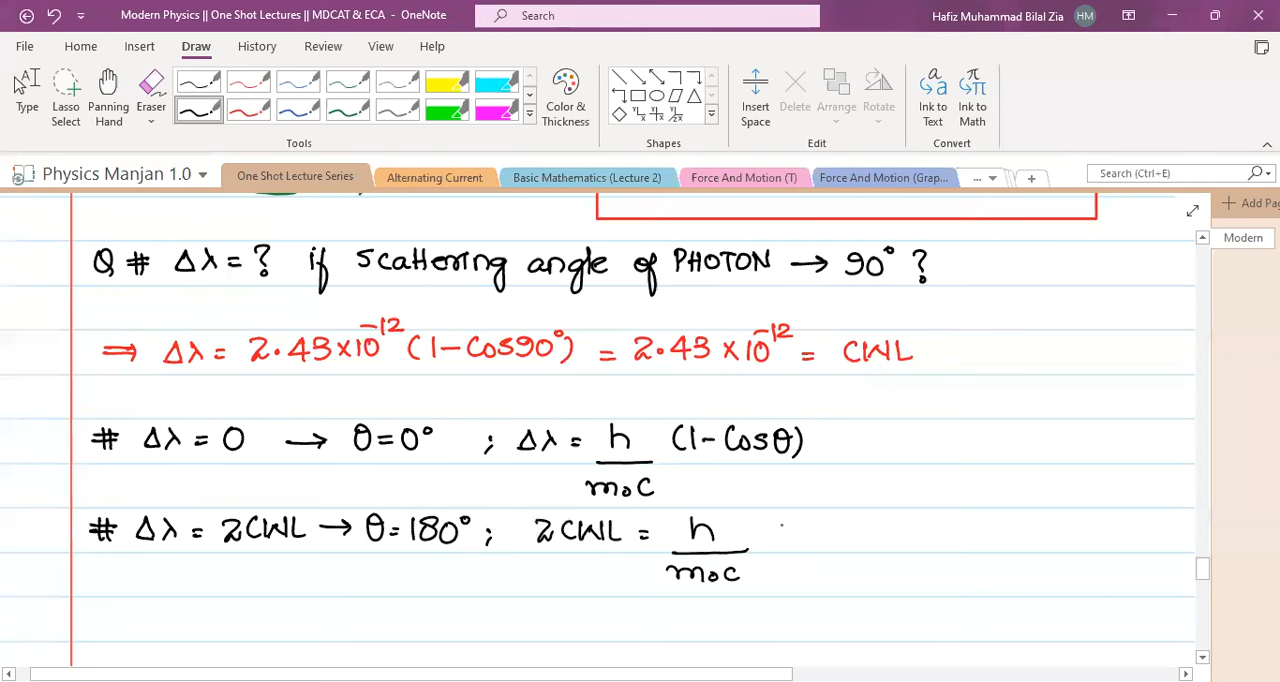 Modern Physics || One Shot Lectures || MDCAT & ECA - OneNote
Search
Hafiz Muhammad Bilal Zia
HM
File Home Insert Draw History Review View Help
Type
Lasso Select
Panning Hand
Eraser
Color & Thickness
Insert Space
Delete
Arrange
Rotate
Ink to Text
Ink to Math
Tools
Shapes
Edit
Convert
Physics Manjan 1.0
One Shot Lecture Series
Alternating Current
Basic Mathematics (Lecture 2)
Force And Motion (T)
Force And Motion (Grap...
...
Search (Ctrl+E)
Add Pag
Modern
Q # Δλ = ? if scattering angle of PHOTON → 90° ?
⇒ Δλ = 2.43×10⁻¹² (1 – Cos90°) = 2.43 × 10⁻¹² = CWL
# Δλ = 0 → θ = 0° ; Δλ = h/m₀c (1 – Cosθ)
# Δλ = 2CWL → θ = 180° ; 2CWL = h/m₀c